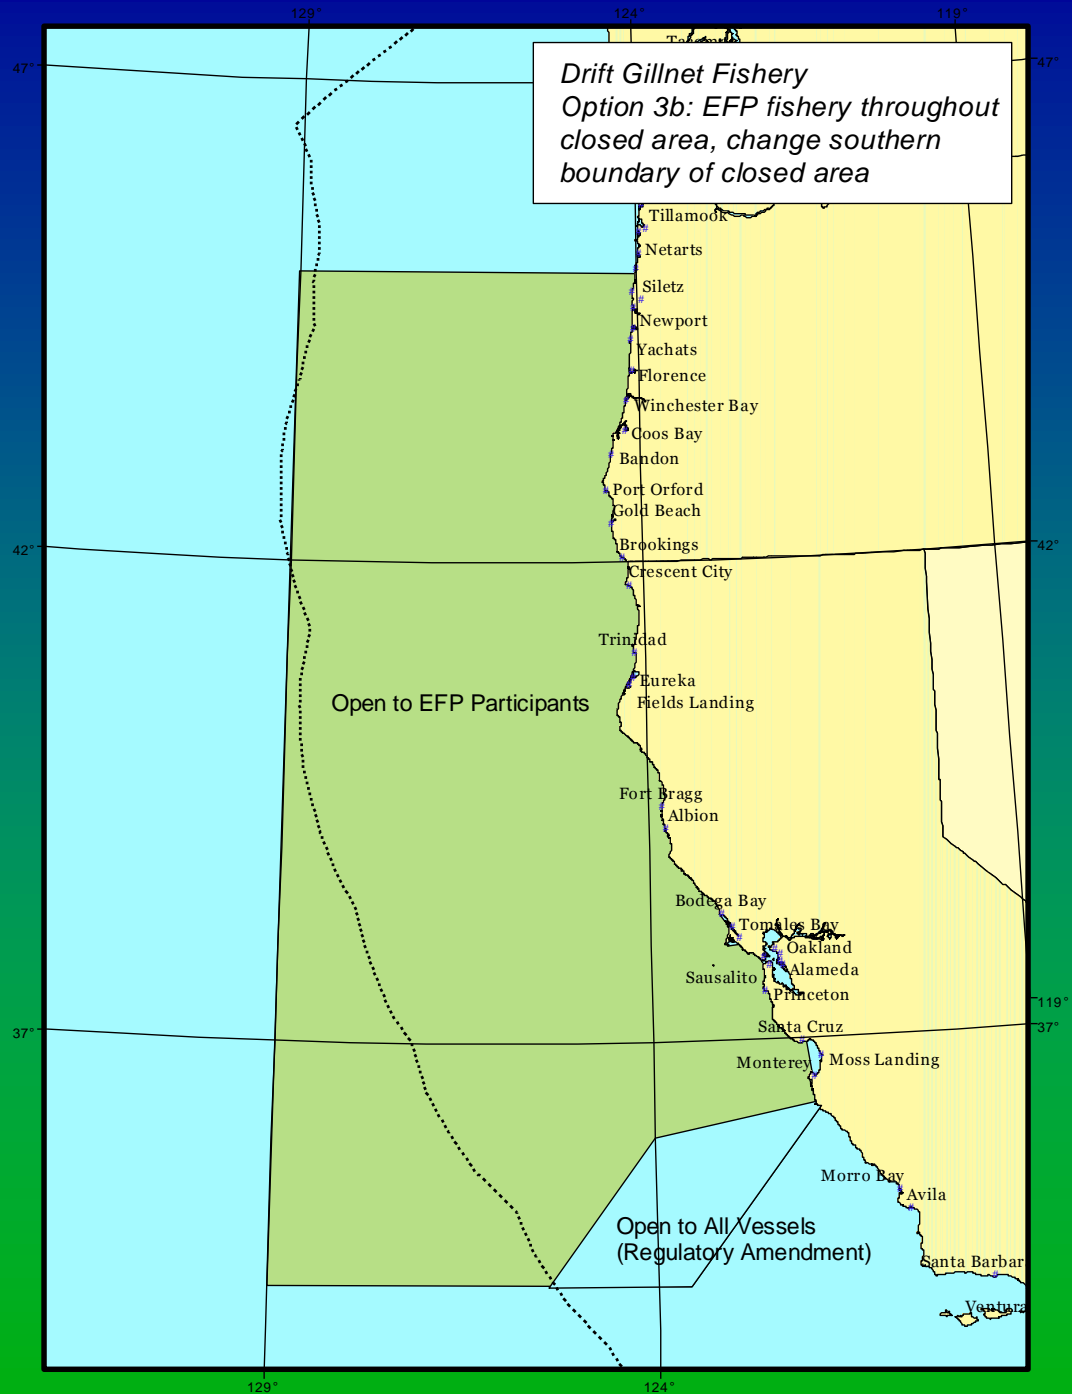 129°
124°
119°
47°
47°
Drift Gillnet Fishery
Option 3b: EFP fishery throughout
closed area, change southern
boundary of closed area
Tillamook
Netarts
Siletz
Newport
Yachats
Florence
Winchester Bay
Coos Bay
Bandon
Port Orford
Gold Beach
42°
42°
Brookings
Crescent City
Trinidad
Eureka
Open to EFP Participants
Fields Landing
Fort Bragg
Albion
Bodega Bay
Tomales Bay
Oakland
Alameda
Sausalito
Princeton
119°
37°
37°
Santa Cruz
Monterey
Moss Landing
Morro Bay
Avila
Open to All Vessels
(Regulatory Amendment)
Santa Barbar
Ventura
129°
124°